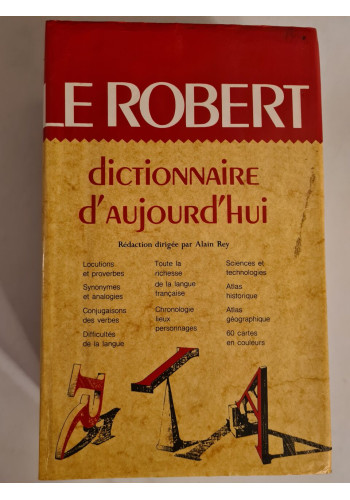 LE ROBERT
dictionnaire
d'aujourd'hui
Rédaction dirigée par Alain Rey
Locutions
et proverbes
Synonymes
et analogies
Conjugaisons
des verbes
Difficultés
de la langue
Toute la
richesse
de la langue
française
Chronologie
lieux
personnages
Sciences et
technologies
Atlas
historique
Atlas
géographique
60 cartes
en couleurs